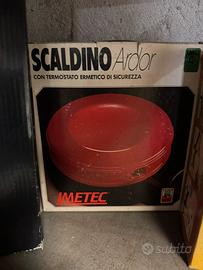 SCALDINO Ardor
CON TERMOSTATO ERMETICO DI SICUREZZA
IMETEC
Subito